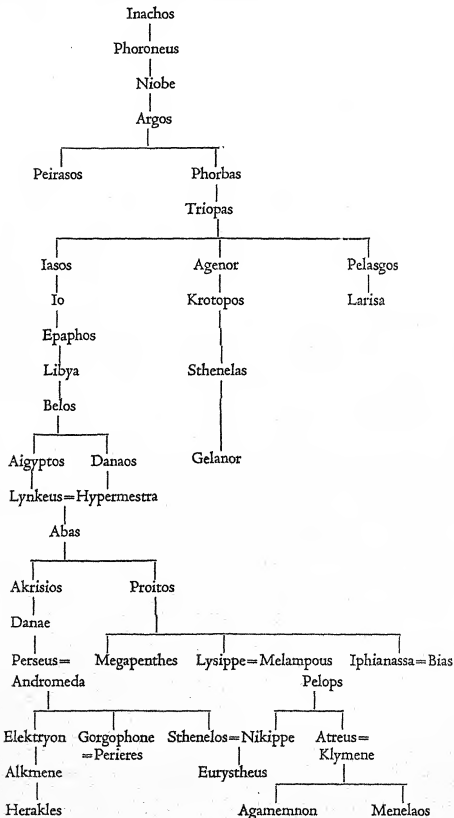 Inachos
Phoroneus
Niobe
Argos
Peirasos Phorbas
Triopas
Iasos Agenor Pelasgos
Io Krotopos Larisa
Epaphos
Libya Sthenelas
Belos
Aigyptos Danaos Gelanor
Lynkeus=Hypermestra
Abas
Akrisios Proitos
Danae
Perseus= Megapenthes Lysippe=Melampous Iphianassa=Bias
Andromeda Pelops
Elektryon Gorgophone Sthenelos=Nikippe Atreus=
=Perieres Klymene
Alkmene Eurystheus
Herakles Agamemnon Menelaos